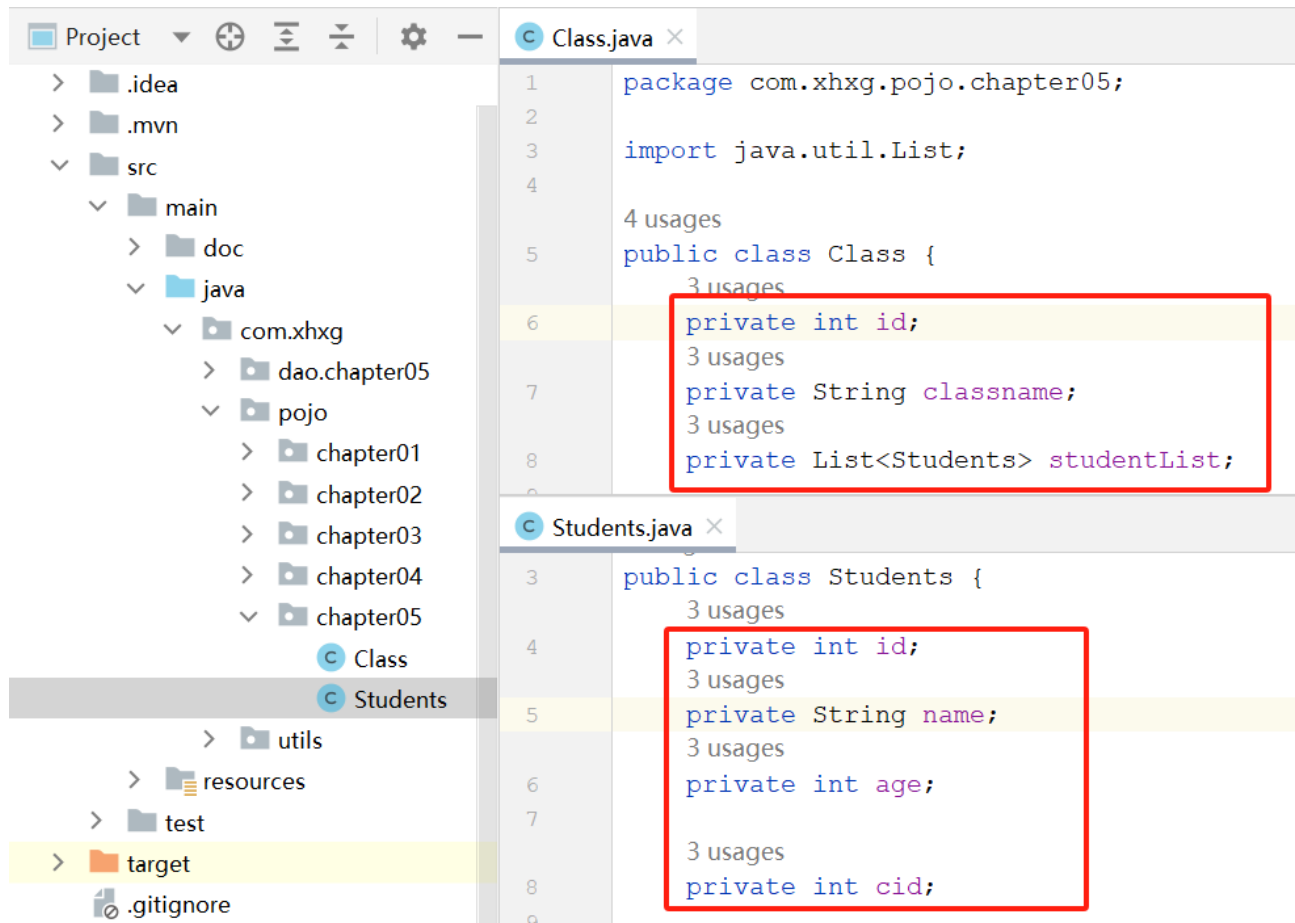 Project
.idea
.mvn
src
main
doc
java
com.xhxg
dao.chapter05
pojo
chapter01
chapter02
chapter03
chapter04
chapter05
C Class
C Students
utils
resources
test
target
.gitignore
C Class.java
1 package com.xhxg.pojo.chapter05;
2
3 import java.util.List;
4
4 usages
5 public class Class {
3 usages
6 private int id;
3 usages
7 private String classname;
3 usages
8 private List<Students> studentList;
C Students.java
3 public class Students {
3 usages
4 private int id;
3 usages
5 private String name;
3 usages
6 private int age;
7
3 usages
8 private int cid;